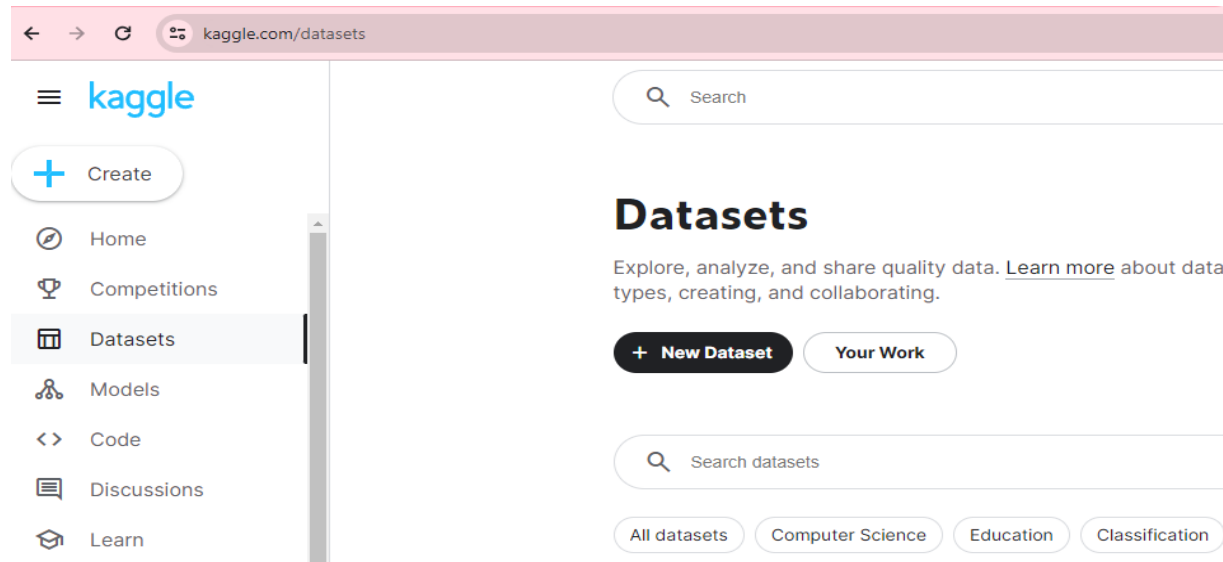 kaggle.com/datasets
kaggle
Search
Create
Datasets
Home
Explore, analyze, and share quality data. Learn more about data
types, creating, and collaborating.
Competitions
Datasets
+ New Dataset
Your Work
Models
Code
Search datasets
Discussions
Learn
All datasets
Computer Science
Education
Classification